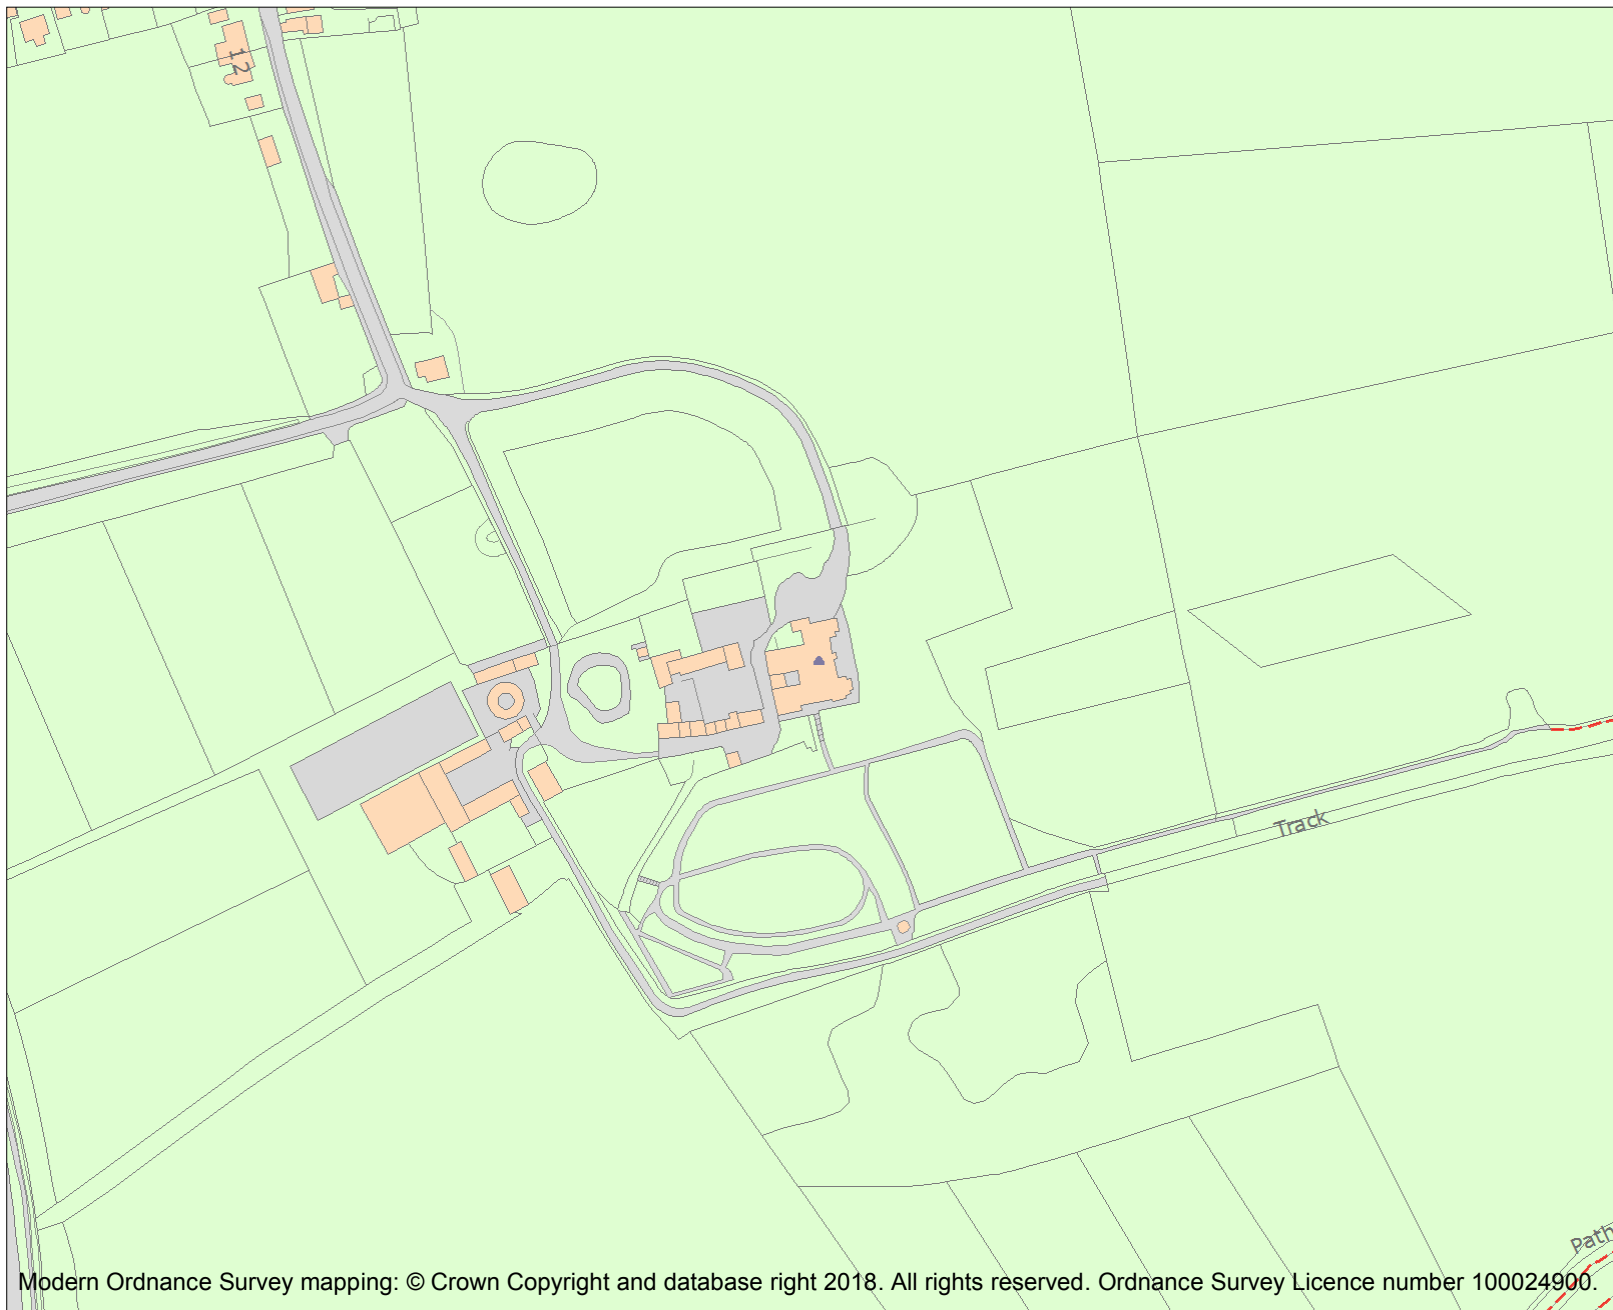 12
Track
Path
Modern Ordnance Survey mapping: © Crown Copyright and database right 2018. All rights reserved. Ordnance Survey Licence number 100024900.